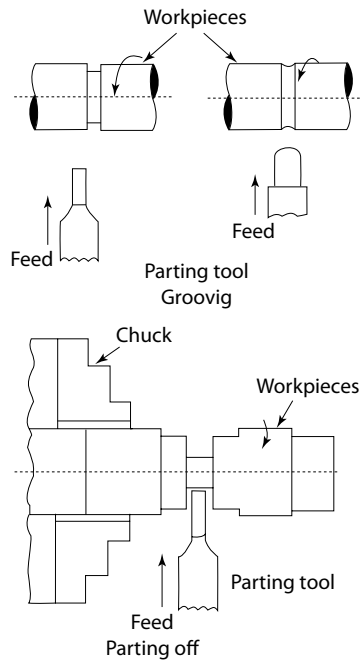 Workpieces
Feed
Feed
Parting tool
Groovig
Chuck
Workpieces
Parting tool
Feed
Parting off